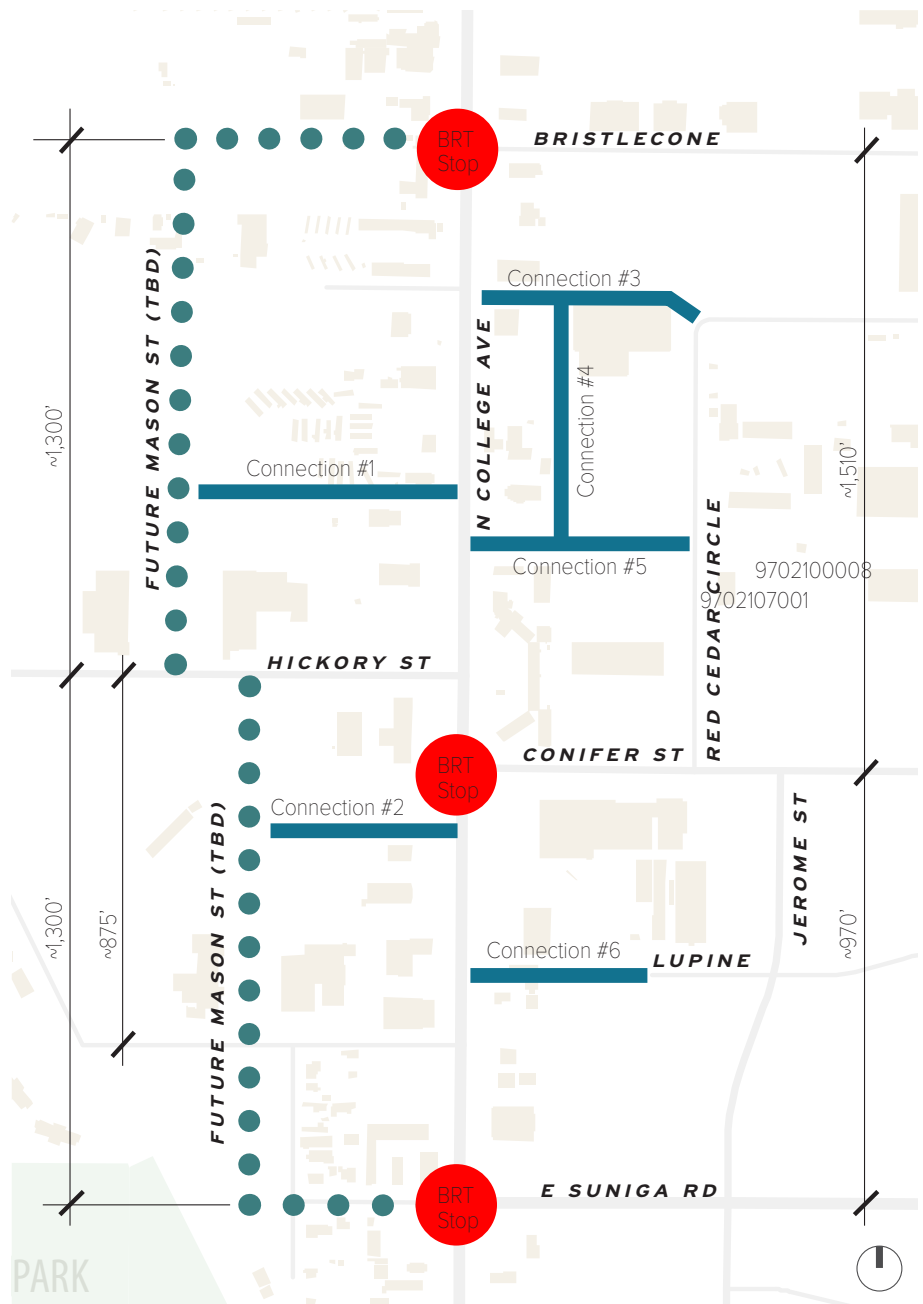 BRT
Stop
BRISTLECONE
Connection #3
FUTURE MASON ST (TBD)
N COLLEGE AVE
Connection #4
~1,300'
~1,510'
Connection #1
Connection #5
RED CEDAR CIRCLE
9702100008
9702107001
HICKORY ST
CONIFER ST
BRT
Stop
Connection #2
FUTURE MASON ST (TBD)
JEROME ST
~1,300'
~875'
~970'
Connection #6
LUPINE
BRT
Stop
E SUNIGA RD
PARK